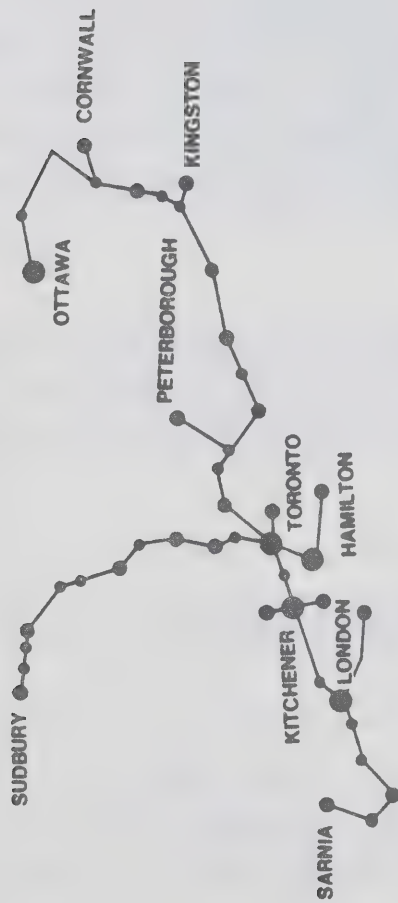 SUDBURY
OTTAWA
CORNWALL
KINGSTON
PETERBOROUGH
TORONTO
HAMILTON
KITCHENER
LONDON
SARNIA